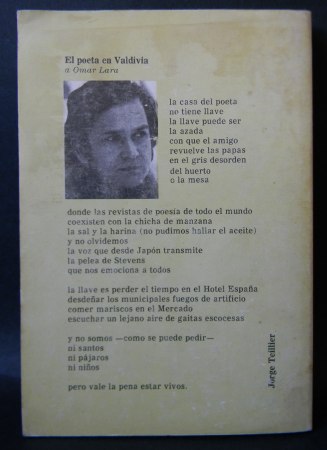 El poeta en Valdivia
a Omar Lara
la casa del poeta
no tiene llave
la llave puede ser
la azada
con que el amigo
revuelve las papas
en el gris desorden
del huerto
o la mesa
donde las revistas de poesía de todo el mundo
coexisten con la chicha de manzana
la sal y la harina (no pudimos hallar el aceite)
y no olvidemos
la voz que desde Japón transmite
la pelea de Stevens
que nos emociona a todos
la llave es perder el tiempo en el Hotel España
desdeñar los municipales fuegos de artificio
comer mariscos en el Mercado
escuchar un lejano aire de gaitas escocesas
y no somos —como se puede pedir—
ni santos
ni pájaros
ni niños
pero vale la pena estar vivos.
Jorge Teillier